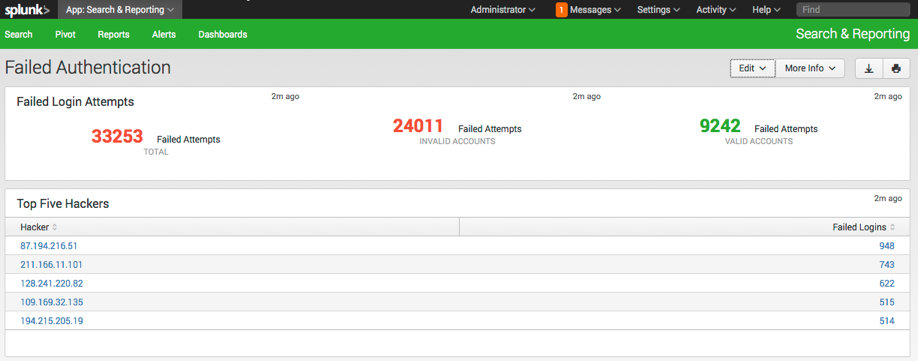 splunk> App: Search & Reporting Administrator 1 Messages Settings Activity Help Find
Search Pivot Reports Alerts Dashboards Search & Reporting
Failed Authentication Edit More Info
Failed Login Attempts 2m ago 2m ago 2m ago
33253 Failed Attempts
TOTAL
24011 Failed Attempts
INVALID ACCOUNTS
9242 Failed Attempts
VALID ACCOUNTS
Top Five Hackers 2m ago
Hacker Failed Logins
87.194.216.51 948
211.166.11.101 743
128.241.220.82 622
109.169.32.135 515
194.215.205.19 514